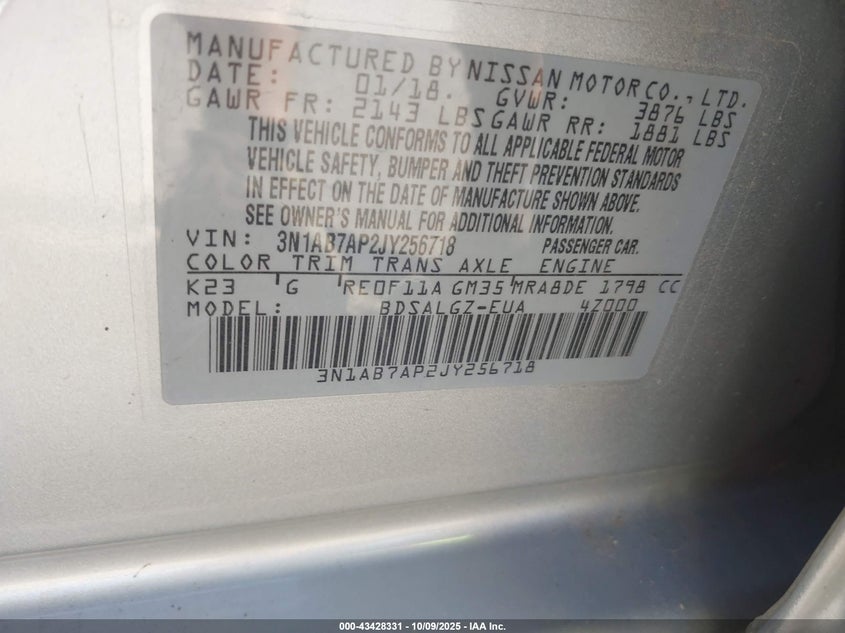 MANUFACTURED BY NISSAN MOTOR CO., LTD.
DATE: 01/18. GVWR: 3876 LBS
GAWR FR: 2143 LBS GAWR RR: 1881 LBS
THIS VEHICLE CONFORMS TO ALL APPLICABLE FEDERAL MOTOR
VEHICLE SAFETY, BUMPER AND THEFT PREVENTION STANDARDS
IN EFFECT ON THE DATE OF MANUFACTURE SHOWN ABOVE.
SEE OWNER'S MANUAL FOR ADDITIONAL INFORMATION.
VIN: 3N1AB7AP2JY256718 PASSENGER CAR.
COLOR TRIM TRANS AXLE ENGINE
K23 G RE0F11A GM35 MRA8DE 1798 CC
MODEL: BDSALGZ-EUA 4Z000
3N1AB7AP2JY256718
000-43428331 - 10/09/2025 - IAA Inc.